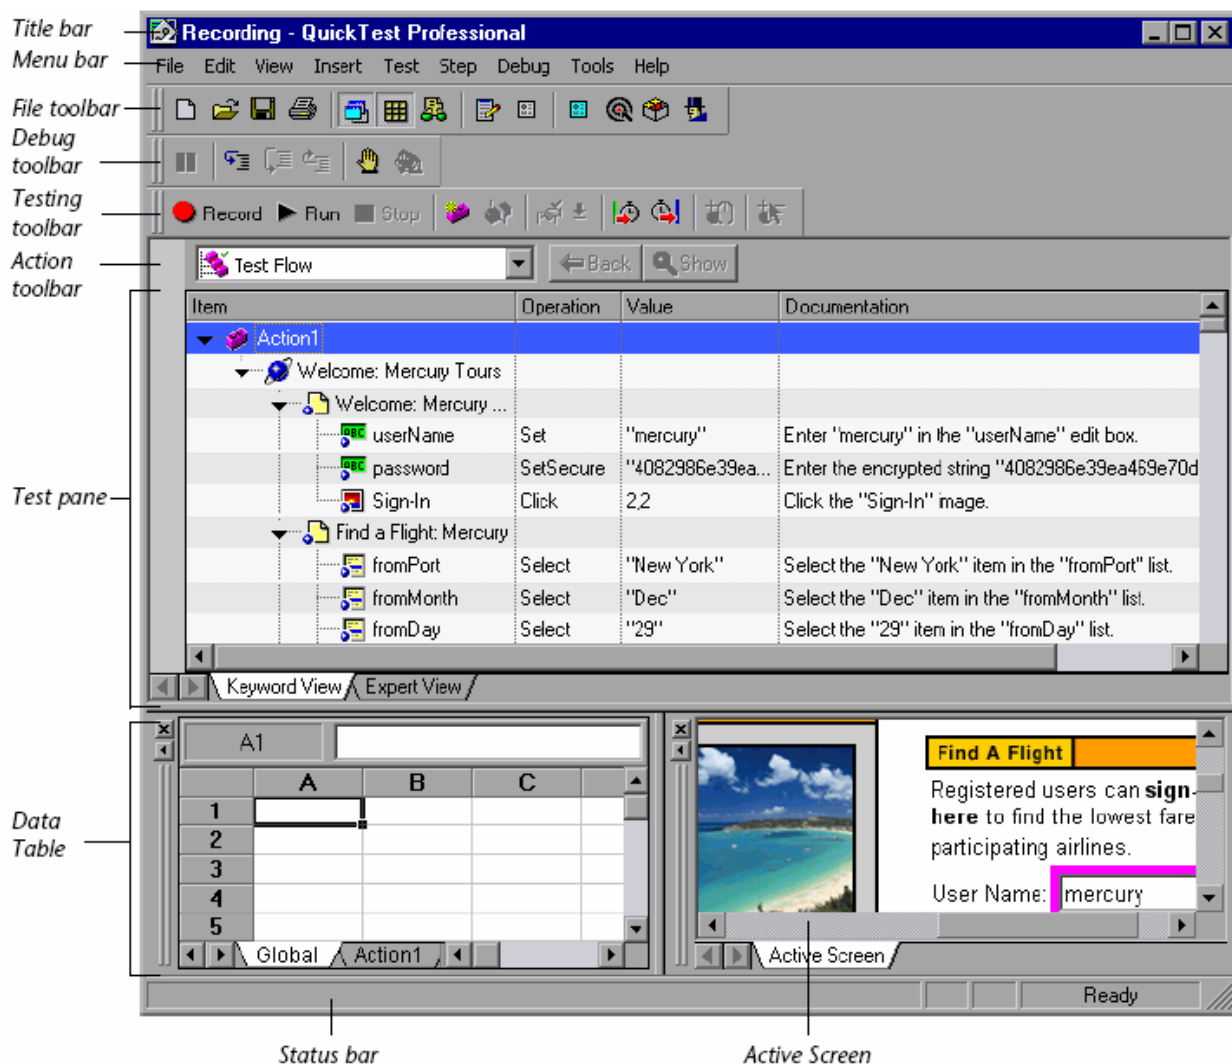 Title bar
Recording - QuickTest Professional
Menu bar
File Edit View Insert Test Step Debug Tools Help
File toolbar
Debug
toolbar
Testing
toolbar
Record Run Stop
Action
toolbar
Test Flow Back Show
Item Operation Value Documentation
Action1
Welcome: Mercury Tours
Welcome: Mercury ...
userName Set "mercury" Enter "mercury" in the "userName" edit box.
password SetSecure "4082986e39ea... Enter the encrypted string "4082986e39ea469e70d
Sign-In Click 2,2 Click the "Sign-In" image.
Test pane
Find a Flight: Mercury
fromPort Select "New York" Select the "New York" item in the "fromPort" list.
fromMonth Select "Dec" Select the "Dec" item in the "fromMonth" list.
fromDay Select "29" Select the "29" item in the "fromDay" list.
Keyword View Expert View
Data
Table
A1
A B C
1
2
3
4
5
Global Action1
Find A Flight
Registered users can sign-
here to find the lowest fare
participating airlines.
User Name: mercury
Active Screen
Ready
Status bar
Active Screen